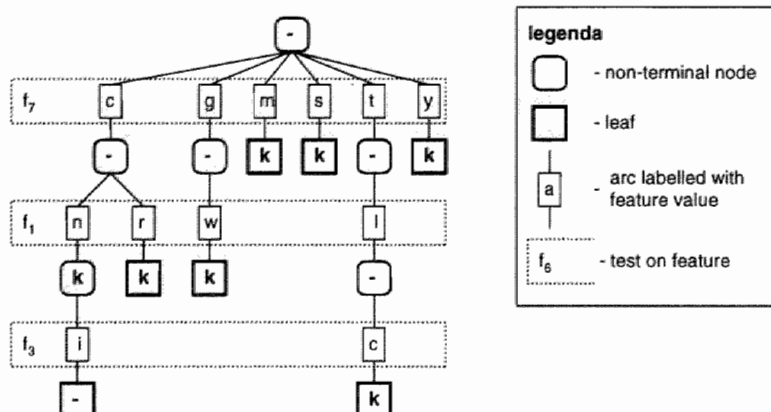 -
f7 c g m s t y
- - k k - k
f1 n r w l
k k k -
f3 i c
- k
legenda
- non-terminal node
- leaf
a - arc labelled with
feature value
f6 - test on feature